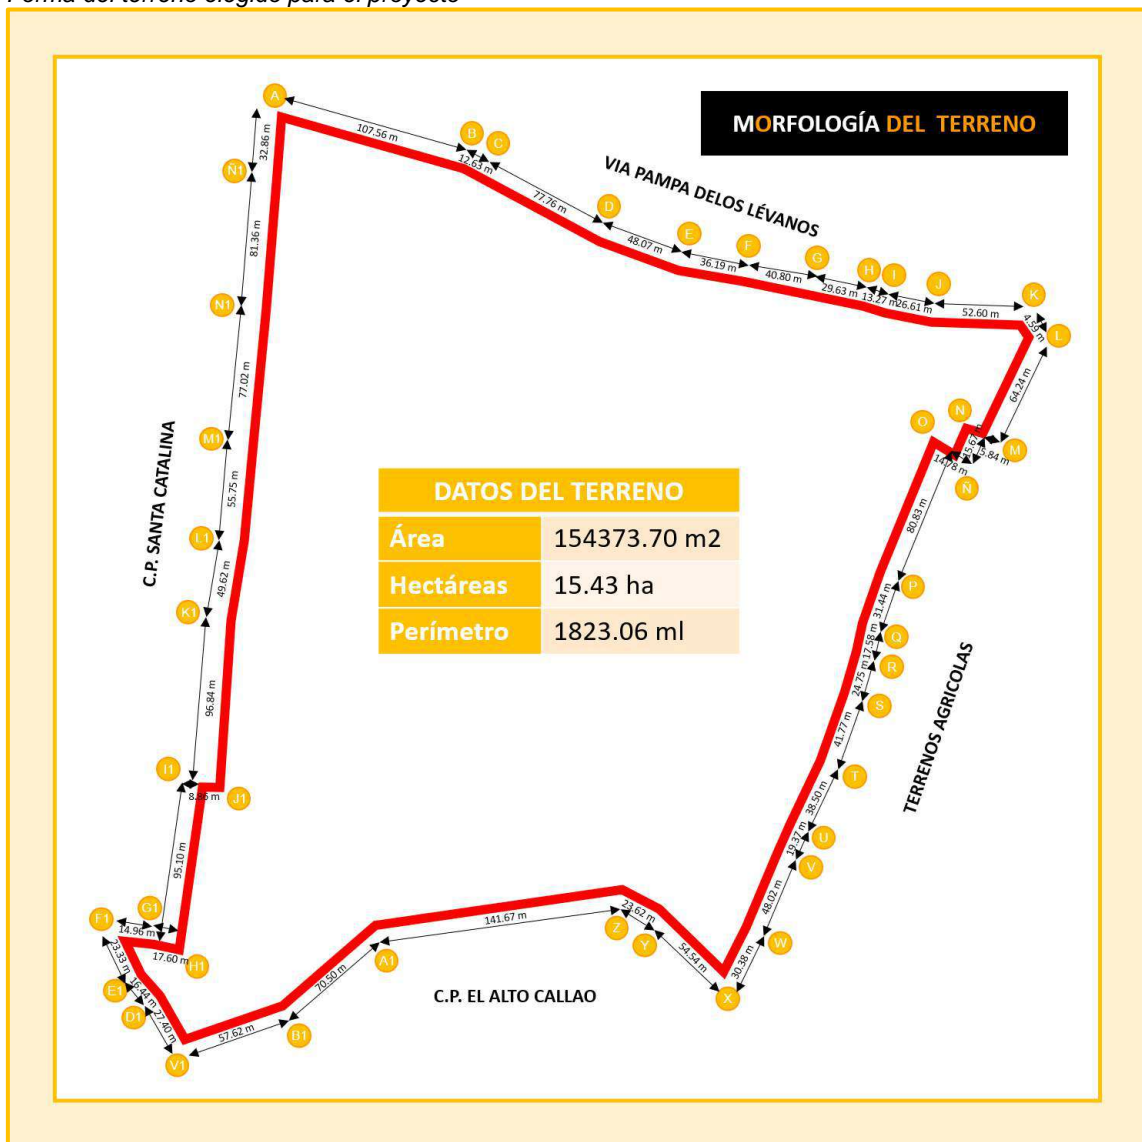 Forma del terreno elegido para el proyecto
MORFOLOGÍA DEL TERRENO
A
107.56 m
B
12.63 m
C
77.76 m
VIA PAMPA DELOS LÉVANOS
D
48.07 m
E
36.19 m
F
40.80 m
G
29.63 m
H
13.27 m
I
26.61 m
J
52.60 m
K
4.59 m
L
64.24 m
M
5.84 m
N
15.67 m
Ñ
14.78 m
O
80.83 m
P
31.44 m
Q
17.58 m
R
24.75 m
S
41.77 m
T
38.50 m
U
19.37 m
V
48.02 m
W
30.38 m
X
TERRENOS AGRICOLAS
54.54 m
Y
23.62 m
Z
141.67 m
A1
70.50 m
B1
57.62 m
V1
C.P. EL ALTO CALLAO
27.40 m
D1
16.44 m
E1
23.33 m
F1
14.96 m
G1
17.60 m
H1
95.10 m
I1
8.86 m
J1
96.84 m
K1
49.62 m
L1
55.75 m
M1
77.02 m
N1
81.36 m
Ñ1
32.86 m
C.P. SANTA CATALINA
DATOS DEL TERRENO
Área 154373.70 m2
Hectáreas 15.43 ha
Perímetro 1823.06 ml